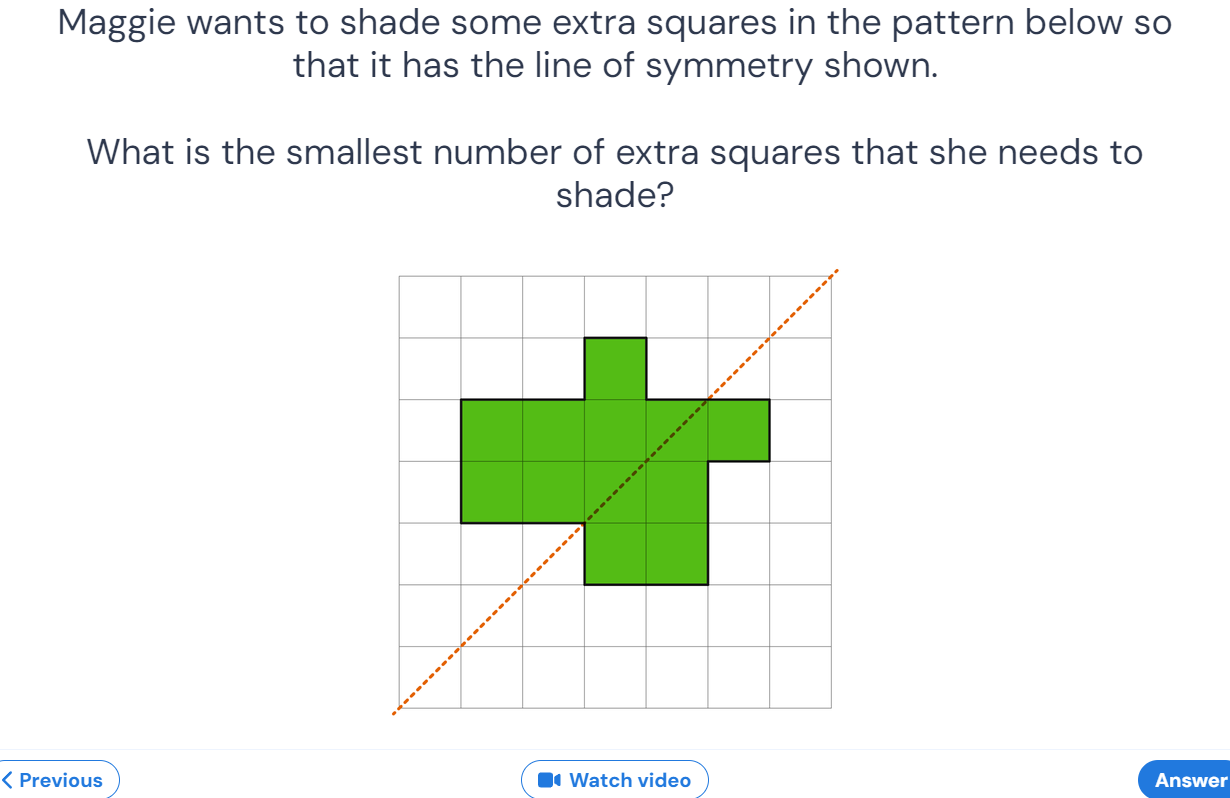 Maggie wants to shade some extra squares in the pattern below so
that it has the line of symmetry shown.
What is the smallest number of extra squares that she needs to
shade?
Previous
Watch video
Answer